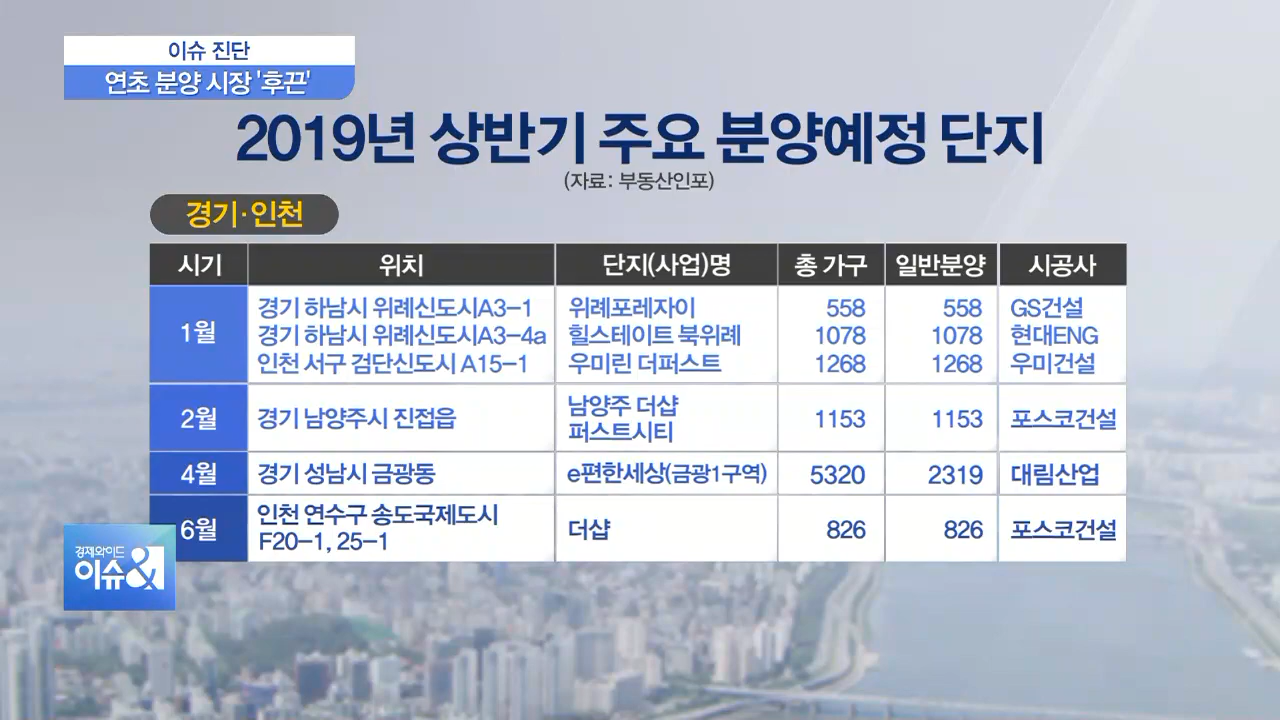 이슈 진단
연초 분양 시장 '후끈'
2019년 상반기 주요 분양예정 단지
(자료: 부동산인포)
경기·인천
시기 위치 단지(사업)명 총 가구 일반분양 시공사
1월
경기 하남시 위례신도시A3-1 위례포레자이 558 558 GS건설
경기 하남시 위례신도시A3-4a 힐스테이트 북위례 1078 1078 현대ENG
인천 서구 검단신도시 A15-1 우미린 더퍼스트 1268 1268 우미건설
2월 경기 남양주시 진접읍 남양주 더샵 1153 1153 포스코건설
퍼스트시티
4월 경기 성남시 금광동 e편한세상(금광1구역) 5320 2319 대림산업
6월 인천 연수구 송도국제도시 더샵 826 826 포스코건설
F20-1, 25-1
경제와이드
이슈&